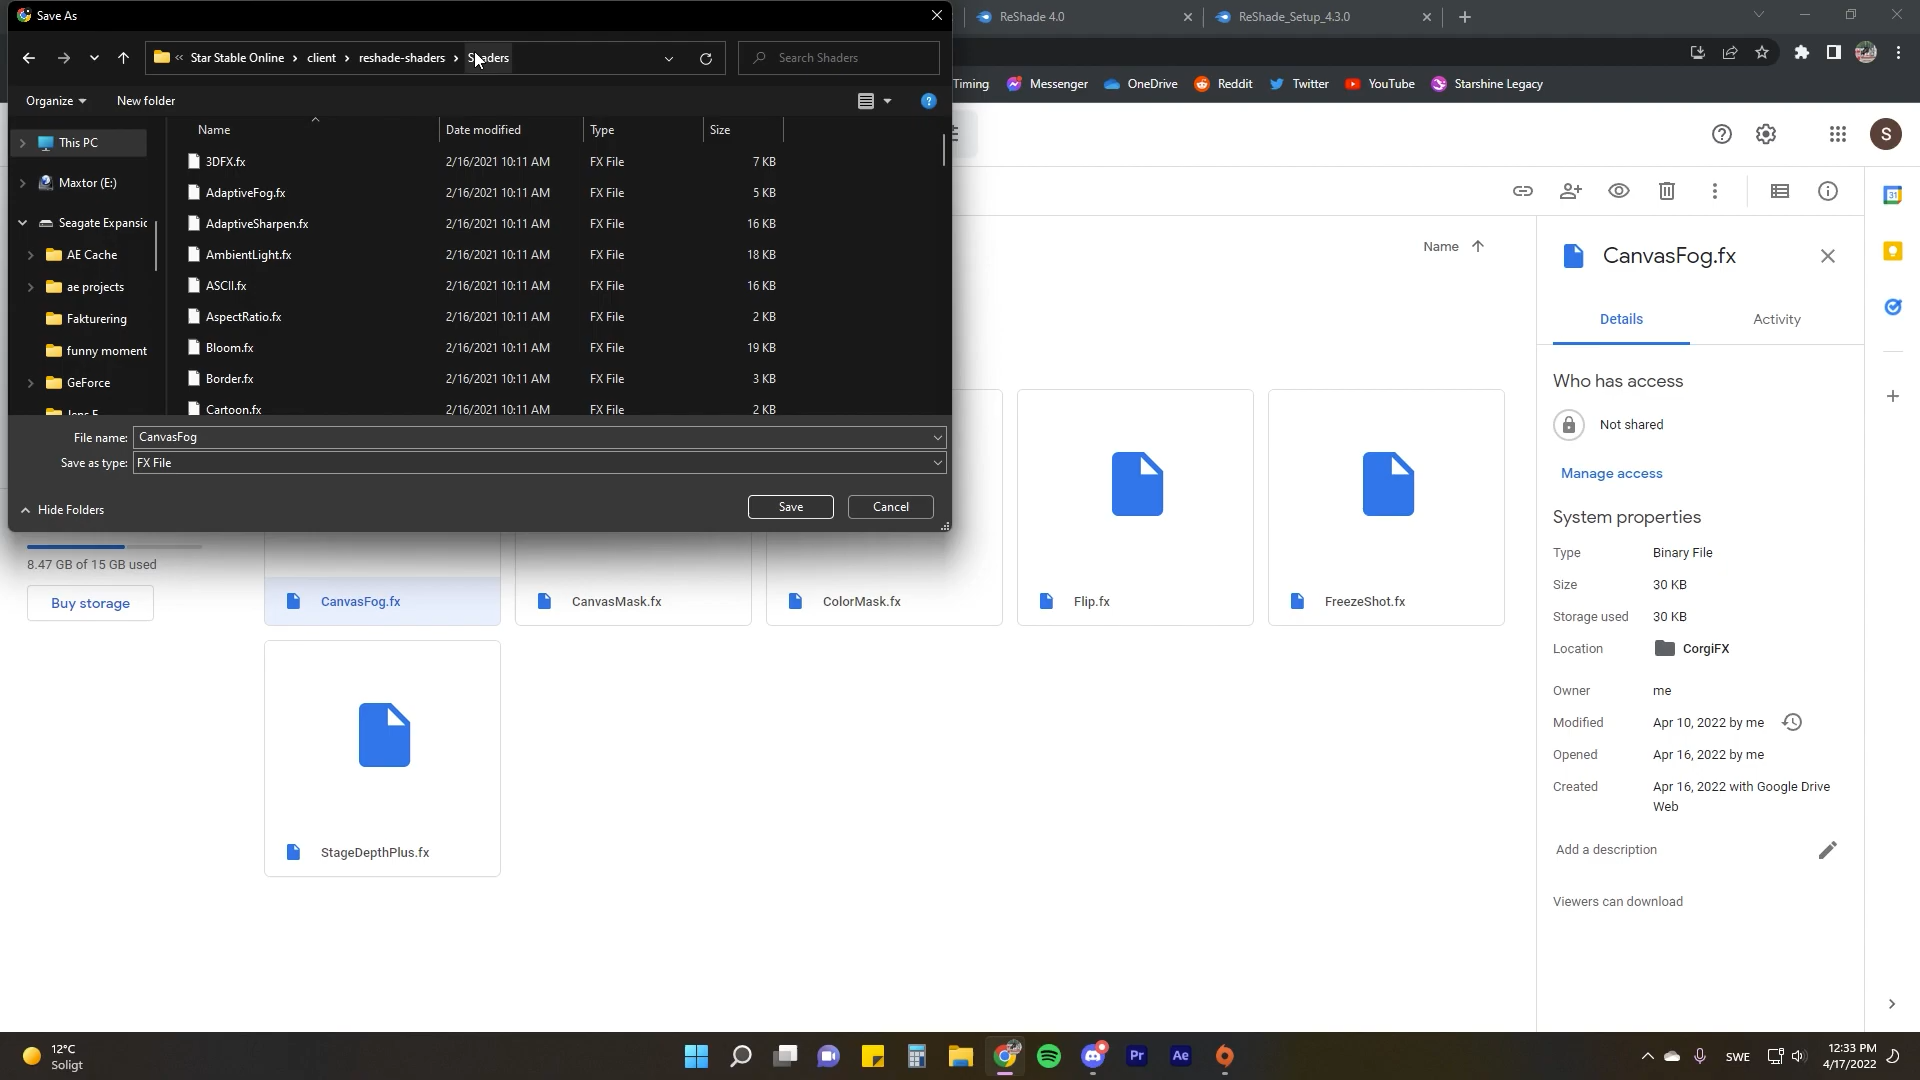 Save As
ReShade 4.0
ReShade_Setup_4.3.0
« Star Stable Online › client › reshade-shaders › Shaders
Search Shaders
Timing
Messenger
OneDrive
Reddit
Twitter
YouTube
Starshine Legacy
Organize
New folder
Name
Date modified
Type
Size
This PC
Maxtor (E:)
Seagate Expansic
AE Cache
ae projects
Fakturering
funny moment
GeForce
3DFX.fx 2/16/2021 10:11 AM FX File 7 KB
AdaptiveFog.fx 2/16/2021 10:11 AM FX File 5 KB
AdaptiveSharpen.fx 2/16/2021 10:11 AM FX File 16 KB
AmbientLight.fx 2/16/2021 10:11 AM FX File 18 KB
ASCII.fx 2/16/2021 10:11 AM FX File 16 KB
AspectRatio.fx 2/16/2021 10:11 AM FX File 2 KB
Bloom.fx 2/16/2021 10:11 AM FX File 19 KB
Border.fx 2/16/2021 10:11 AM FX File 3 KB
Cartoon.fx 2/16/2021 10:11 AM FX File 2 KB
File name: CanvasFog
Save as type: FX File
Hide Folders
Save
Cancel
S
31
Name
8.47 GB of 15 GB used
Buy storage
CanvasFog.fx
CanvasMask.fx
ColorMask.fx
Flip.fx
FreezeShot.fx
StageDepthPlus.fx
CanvasFog.fx
Details
Activity
Who has access
Not shared
Manage access
System properties
Type Binary File
Size 30 KB
Storage used 30 KB
Location CorgiFX
Owner me
Modified Apr 10, 2022 by me
Opened Apr 16, 2022 by me
Created Apr 16, 2022 with Google Drive
Web
Add a description
Viewers can download
12°C
Soligt
Pr
Ae
SWE
12:33 PM
4/17/2022